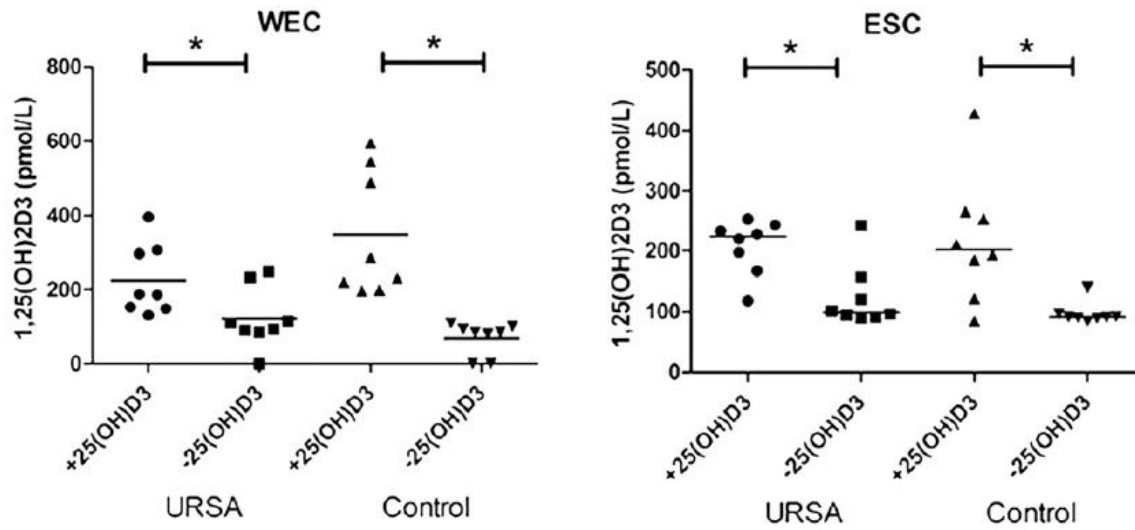 WEC
* *
1,25(OH)2D3 (pmol/L)
800
600
400
200
0
+25(OH)D3
-25(OH)D3
+25(OH)D3
-25(OH)D3
URSA Control
ESC
* *
1,25(OH)2D3 (pmol/L)
500
400
300
200
100
0
+25(OH)D3
-25(OH)D3
+25(OH)D3
-25(OH)D3
URSA Control